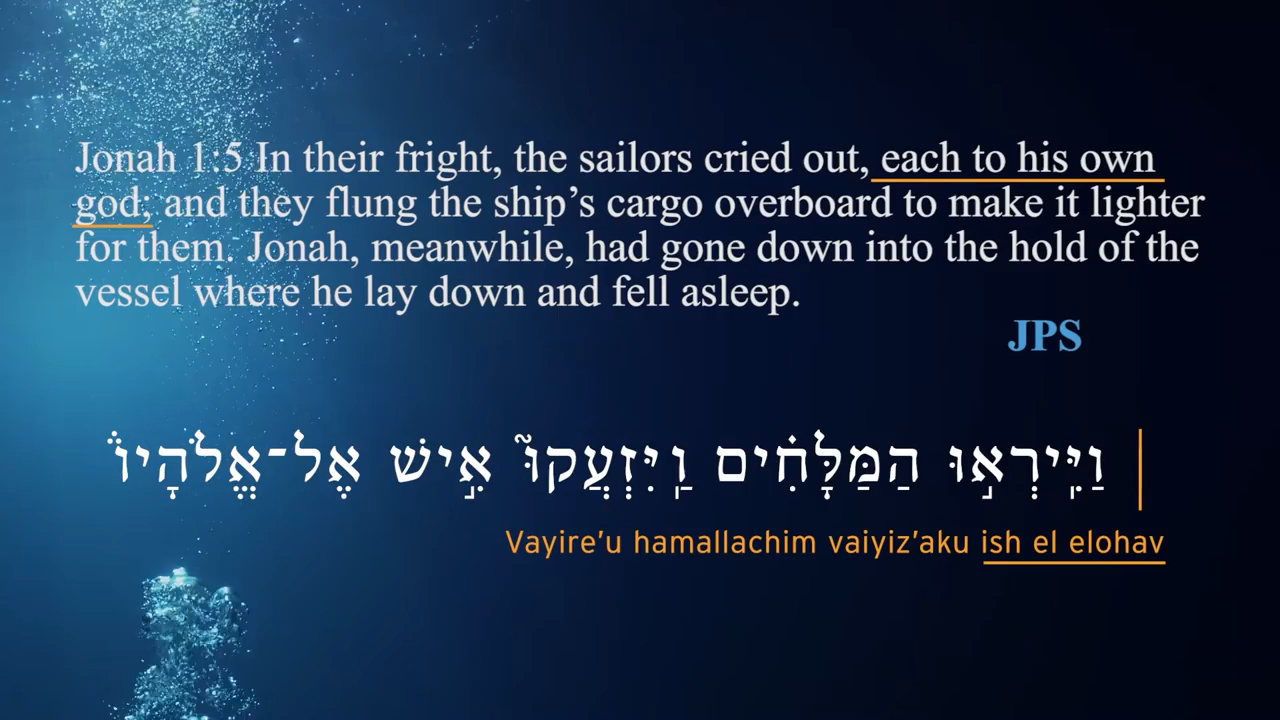 Jonah 1:5 In their fright, the sailors cried out, each to his own
god; and they flung the ship’s cargo overboard to make it lighter
for them. Jonah, meanwhile, had gone down into the hold of the
vessel where he lay down and fell asleep.
JPS
וַיִּֽירְא֣וּ הַמַּלָּחִ֗ים וַֽיִּזְעֲקוּ֮ אִ֣ישׁ אֶל־אֱלֹהָיו֒
Vayire’u hamallachim vaiyiz’aku ish el elohav